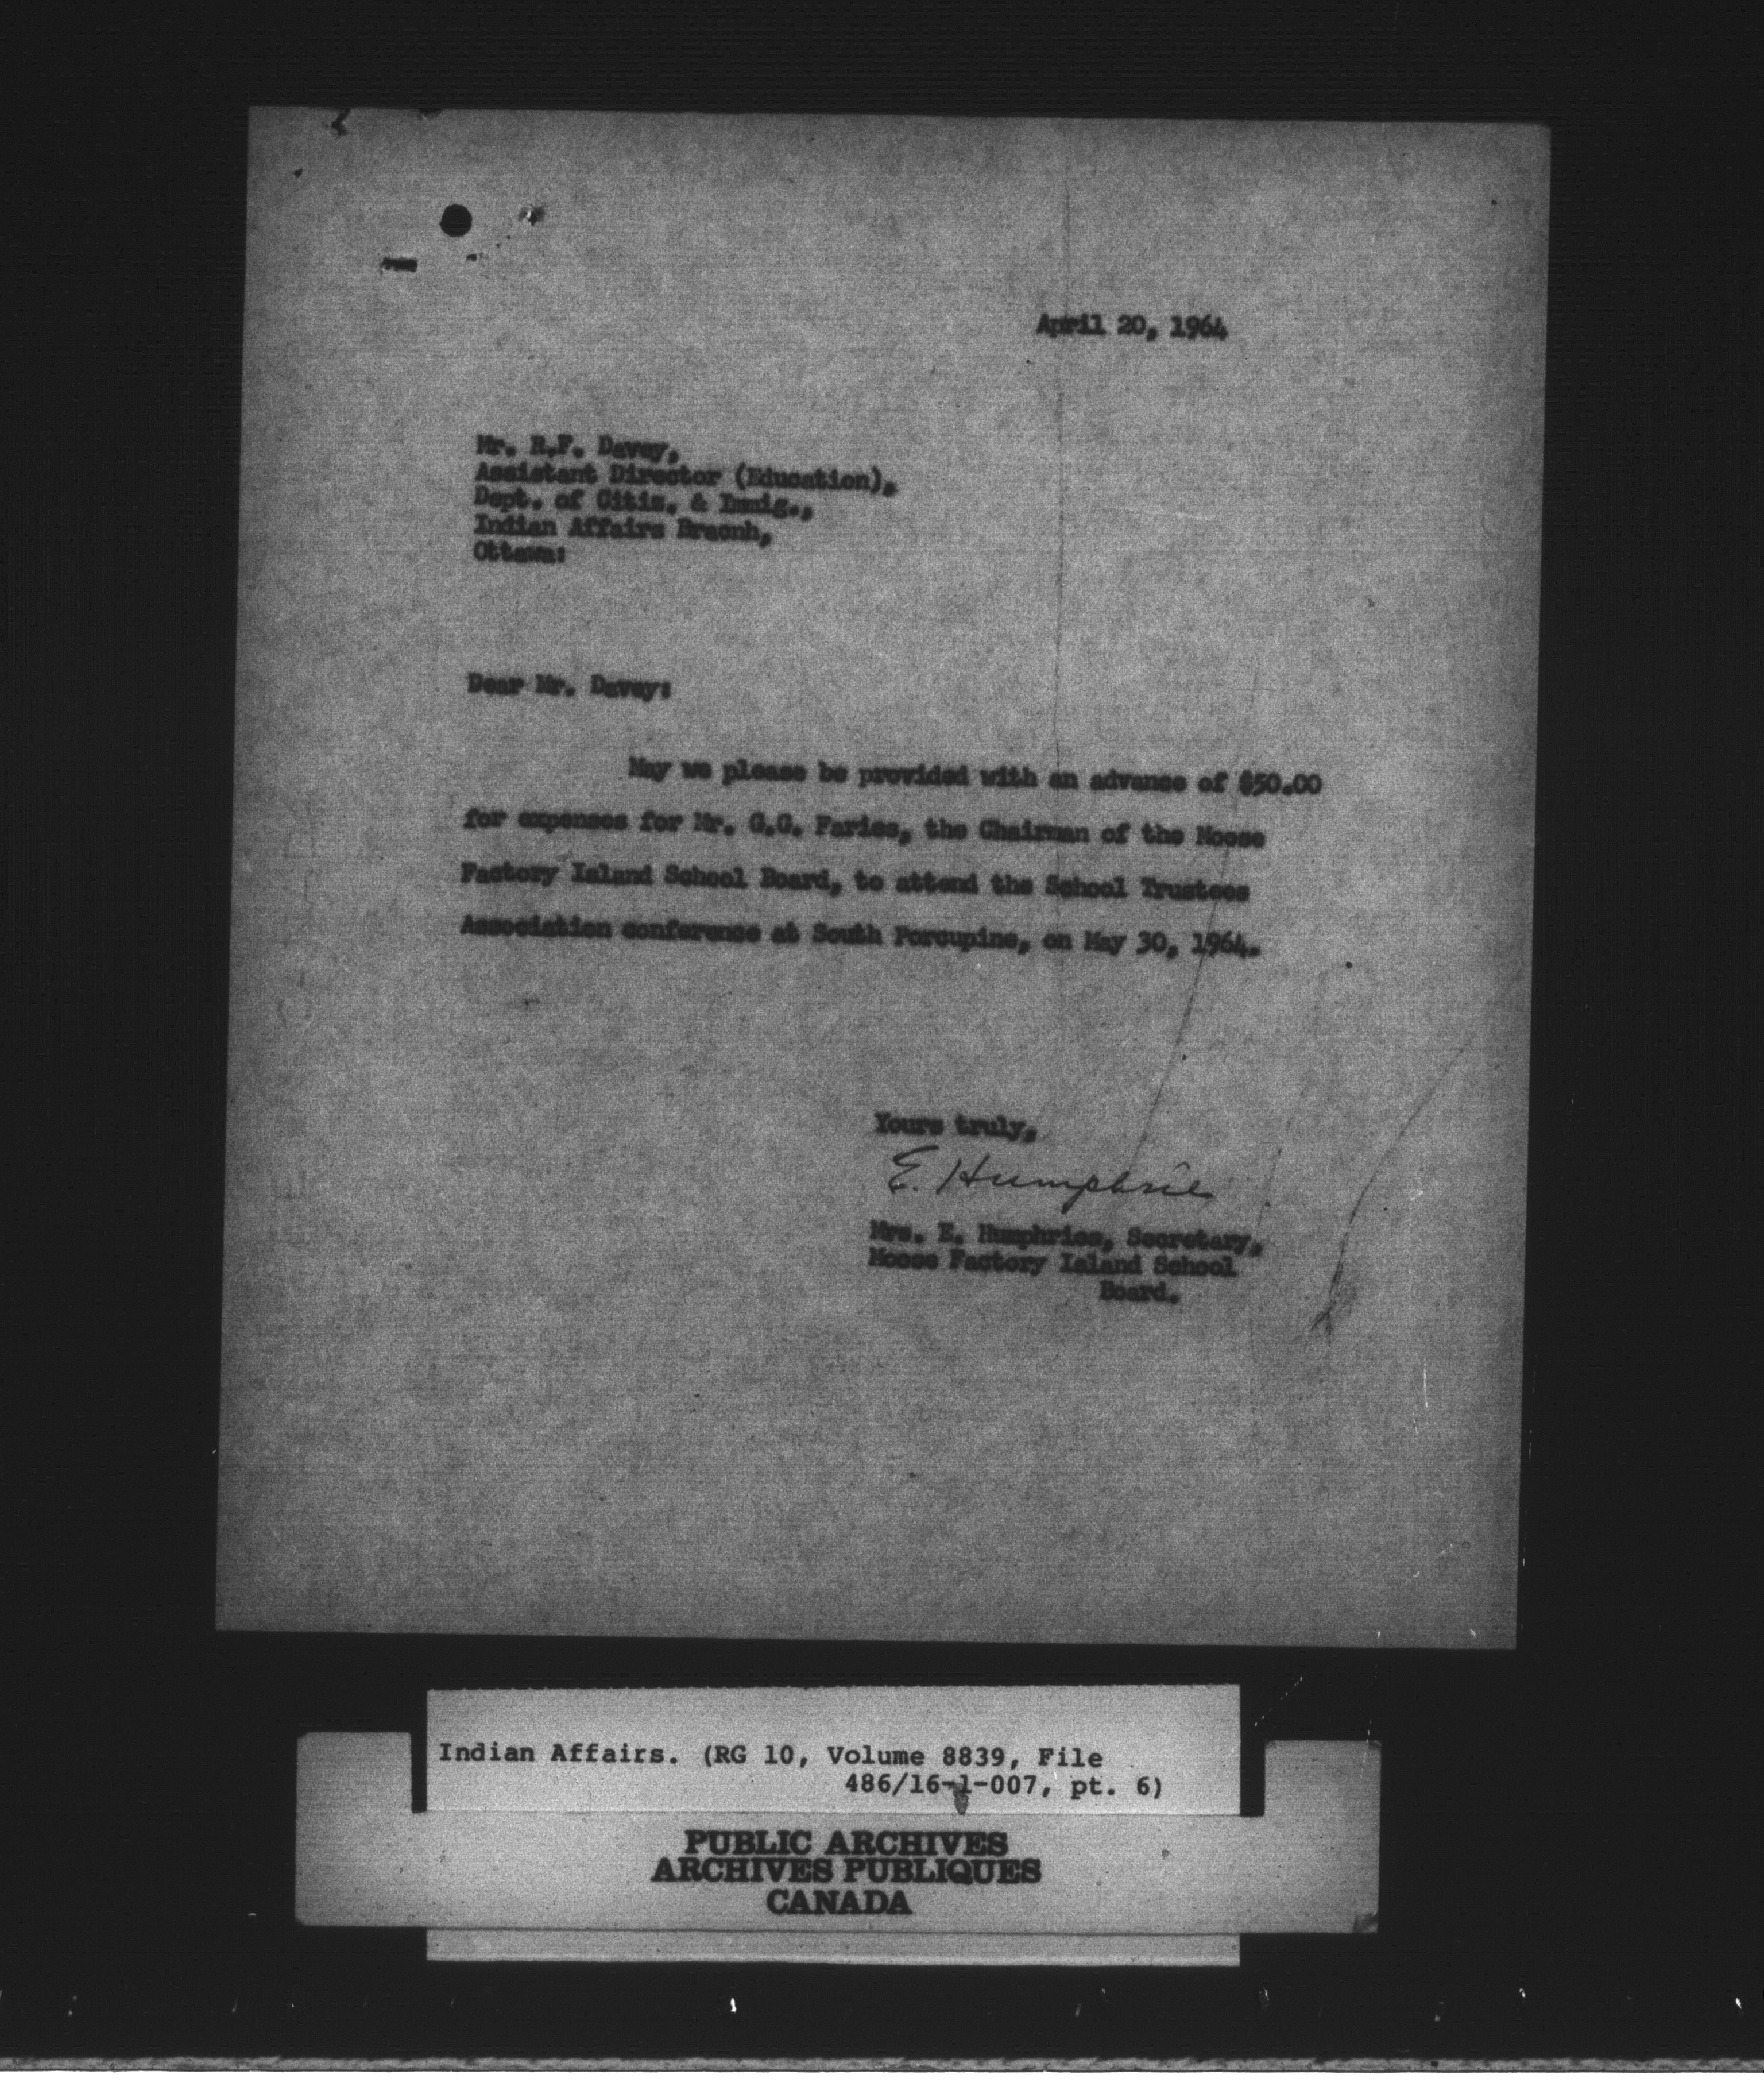 April 20, 1964
Mr. R.F. Davey,
Assistant Director (Education),
Dept. of Citiz. & Immig.,
Indian Affairs Bracnh,
Ottawa:
Dear Mr. Davey:
May we please be provided with an advance of $50.00
for expenses for Mr. G.G. Faries, the Chairman of the Moose
Factory Island School Board, to attend the School Trustees
Association conference at South Porcupine, on May 30, 1964.
Yours truly,
E. Humphries
Mrs. E. Humphries, Secretary,
Moose Factory Island School
Board.
Indian Affairs. (RG 10, Volume 8839, File
486/16-1-007, pt. 6)
PUBLIC ARCHIVES
ARCHIVES PUBLIQUES
CANADA